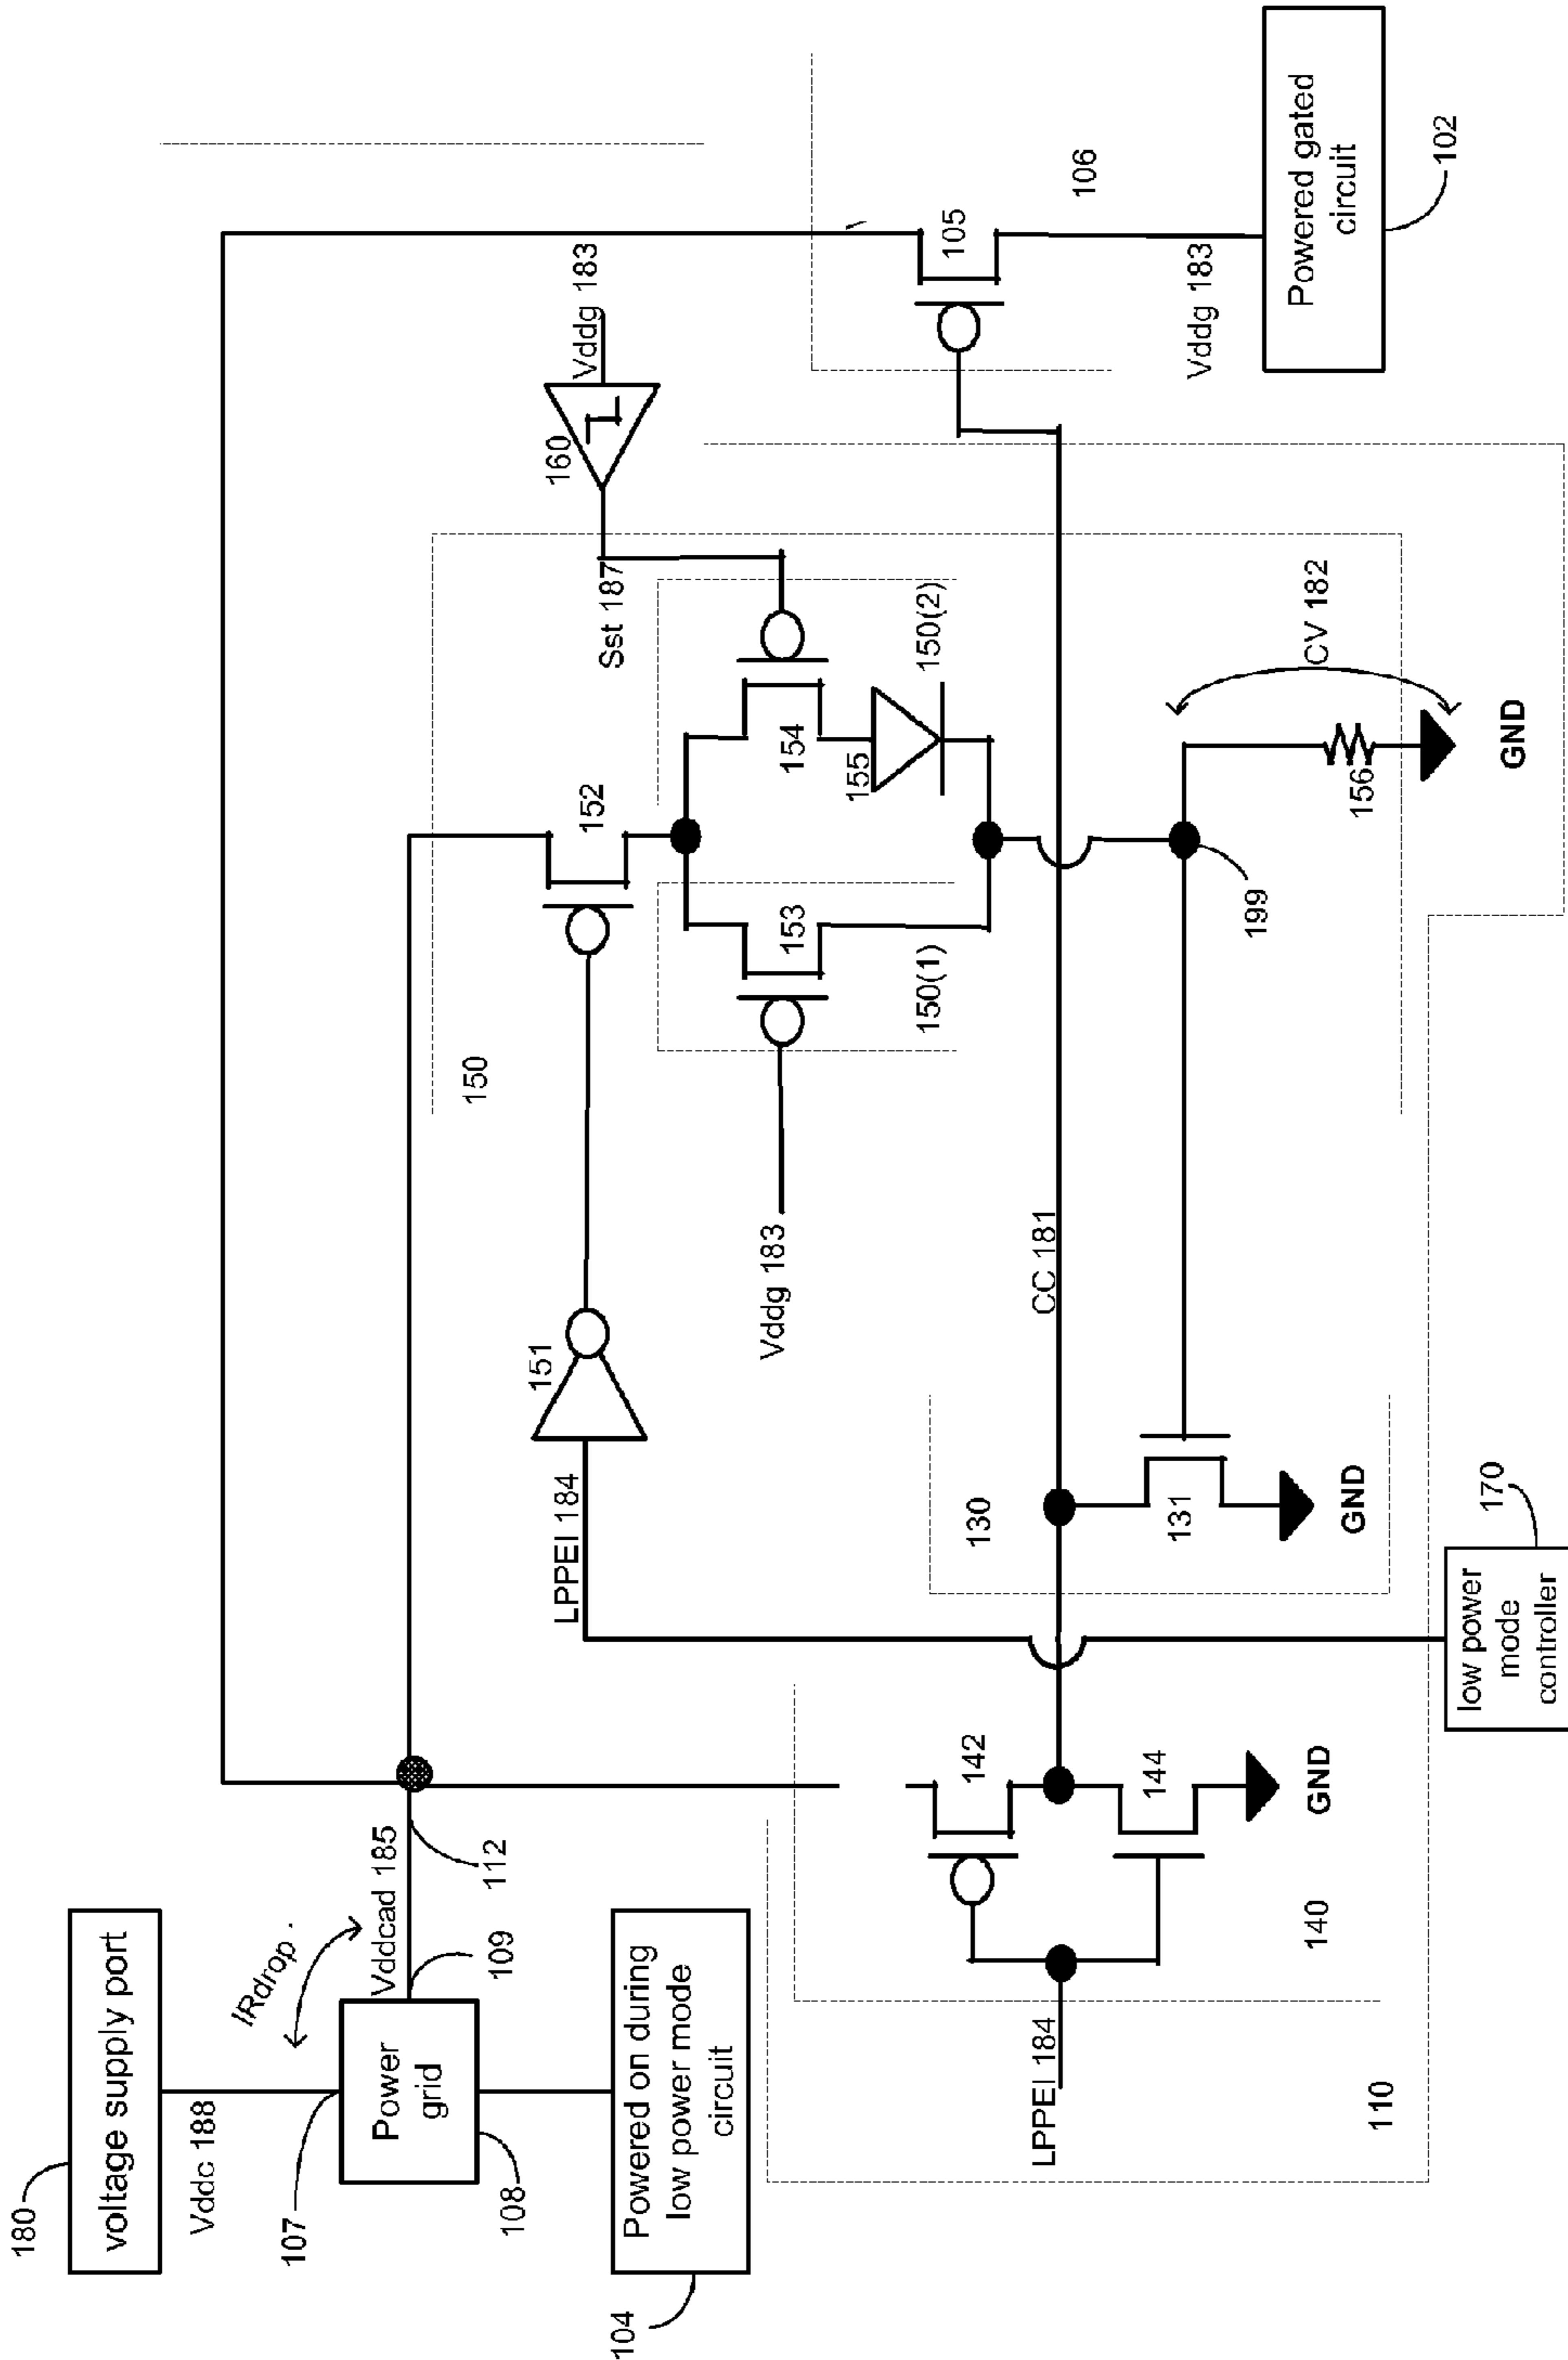 180
voltage supply port
Vddc 188
107
IRdrop .
Vddcad 185
112
109
Power
grid
108
Powered on during
low power mode
circuit
104
LPPEI 184
151
150
152
160
Vddg 183
Sst 187
Vddg 183
153
150(1)
154
155
150(2)
105
106
Vddg 183
Powered gated
circuit
102
CC 181
199
CV 182
156
GND
130
131
GND
170
low power
mode
controller
142
144
GND
140
LPPEI 184
110